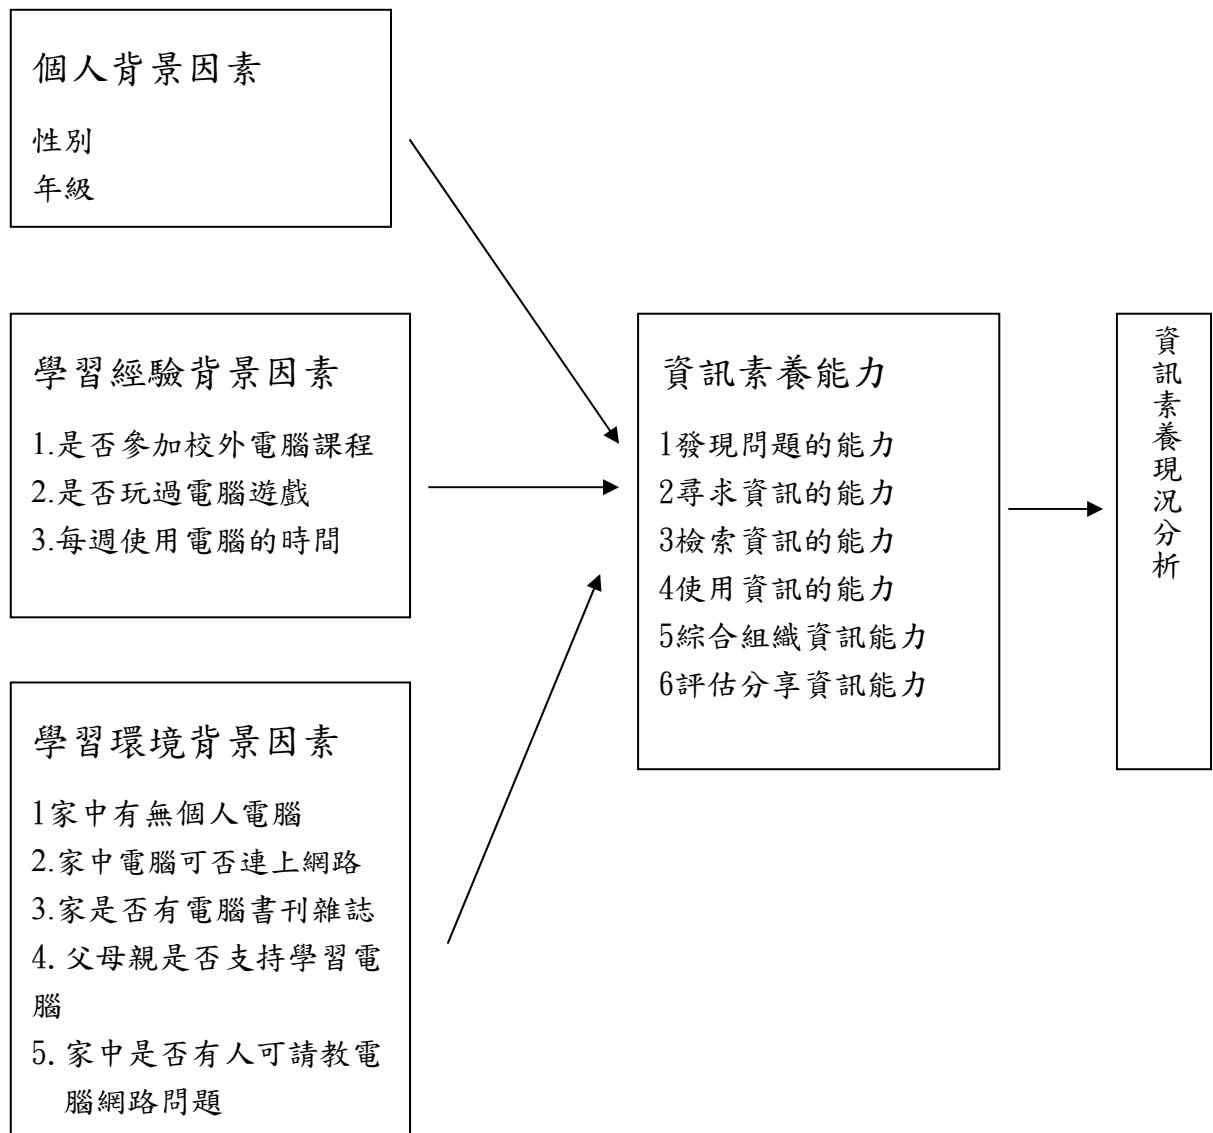 個人背景因素
性別
年級
學習經驗背景因素
1.是否參加校外電腦課程
2.是否玩過電腦遊戲
3.每週使用電腦的時間
學習環境背景因素
1家中有無個人電腦
2.家中電腦可否連上網路
3.家是否有電腦書刊雜誌
4.父母親是否支持學習電
腦
5.家中是否有人可請教電
腦網路問題
資訊素養能力
1發現問題的能力
2尋求資訊的能力
3檢索資訊的能力
4使用資訊的能力
5綜合組織資訊能力
6評估分享資訊能力
資訊素養現況分析